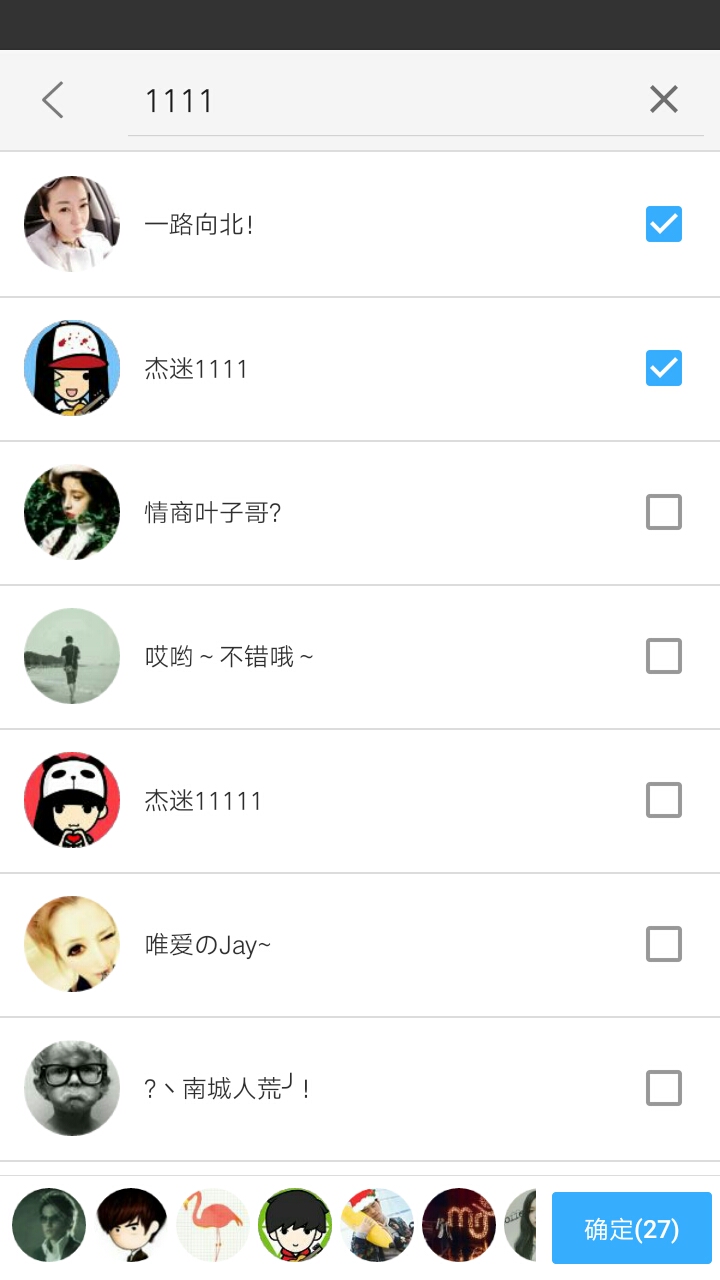 1111
一路向北!
杰迷1111
情商叶子哥?
哎哟～不错哦～
杰迷11111
唯爱のJay~
?丶南城人荒╯!
确定(27)